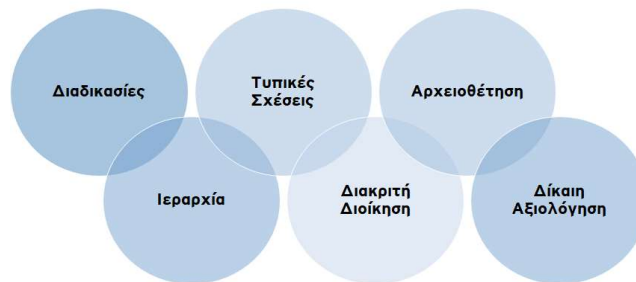 Διαδικασίες
Τυπικές
Σχέσεις
Αρχειοθέτηση
Ιεραρχία
Διακριτή
Διοίκηση
Δίκαιη
Αξιολόγηση